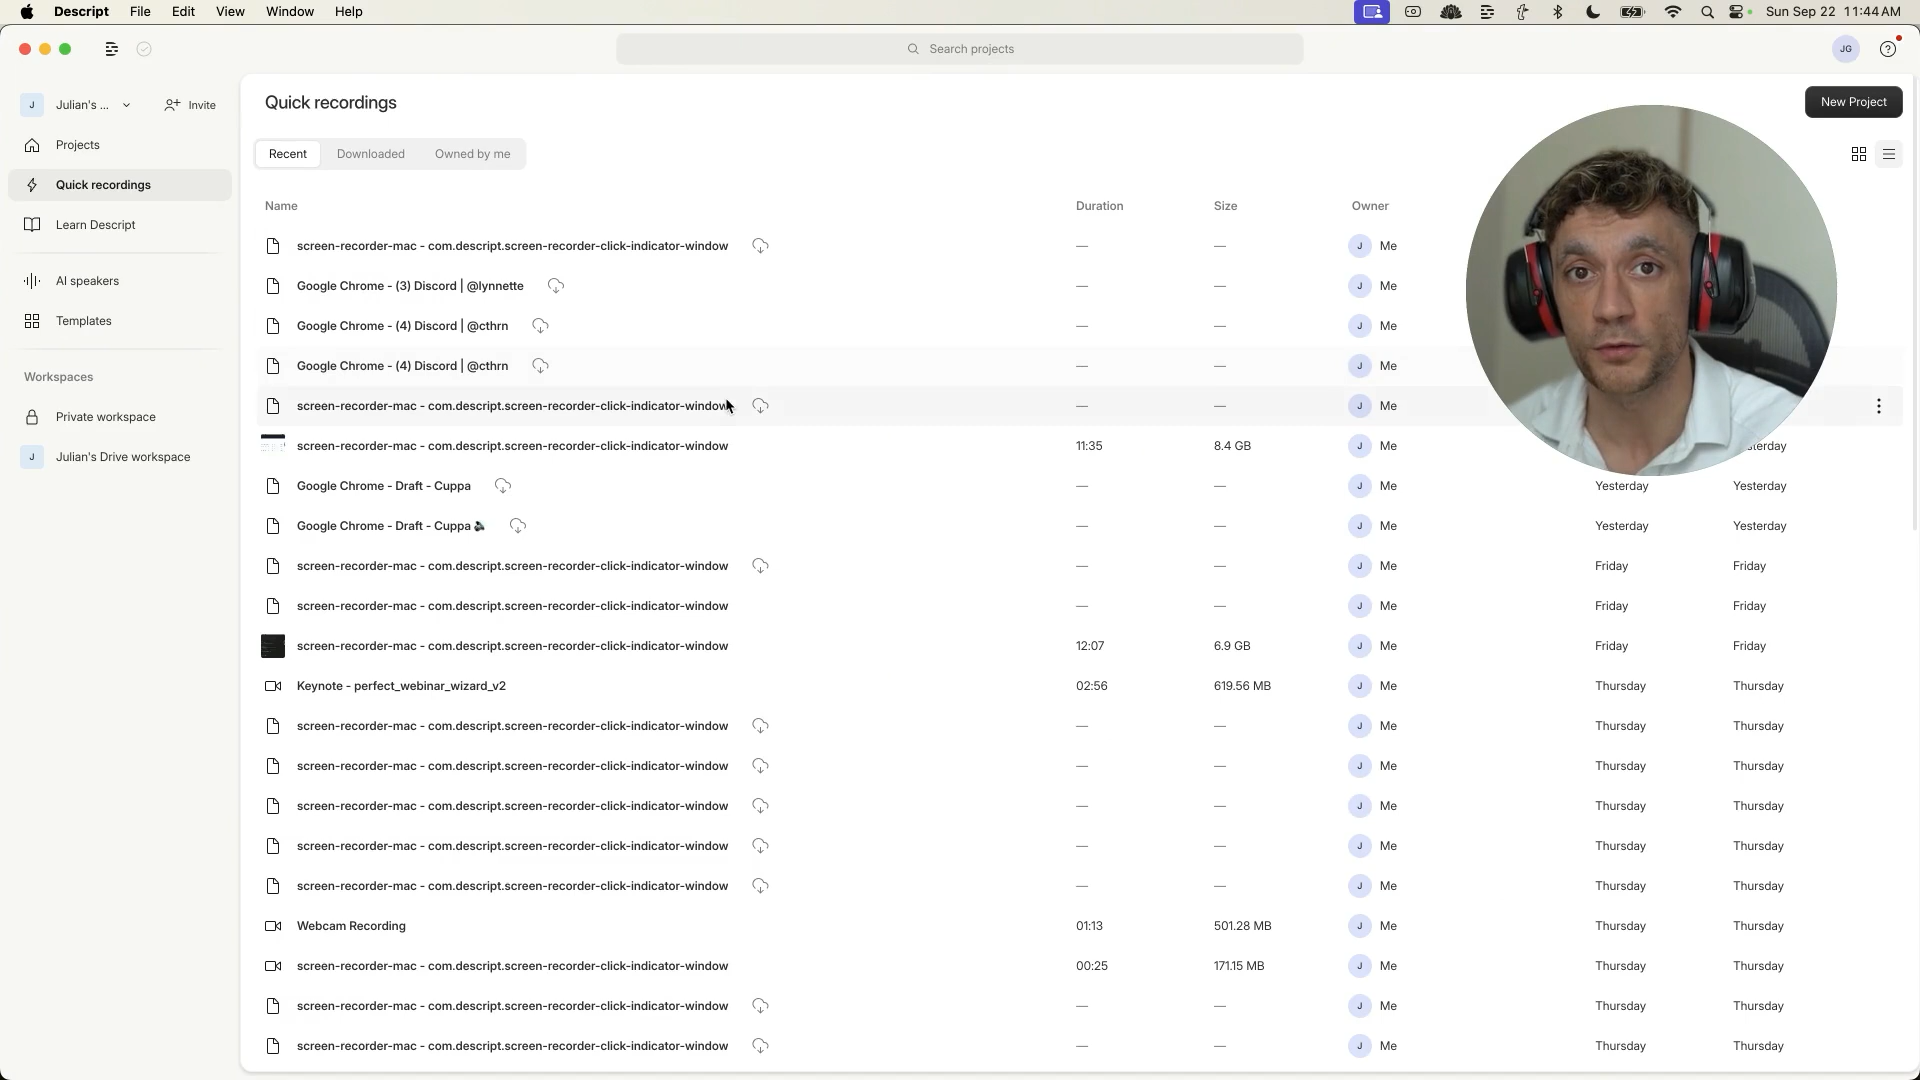 Descript File Edit View Window Help Sun Sep 22 11:44 AM
Search projects JG
J Julian's ... Invite
Projects
Quick recordings
Learn Descript
AI speakers
Templates
Workspaces
Private workspace
J Julian's Drive workspace
Quick recordings New Project
Recent Downloaded Owned by me
Name Duration Size Owner
screen-recorder-mac - com.descript.screen-recorder-click-indicator-window — — J Me
Google Chrome - (3) Discord | @lynnette — — J Me
Google Chrome - (4) Discord | @cthrn — — J Me
Google Chrome - (4) Discord | @cthrn — — J Me
screen-recorder-mac - com.descript.screen-recorder-click-indicator-window — — J Me
screen-recorder-mac - com.descript.screen-recorder-click-indicator-window 11:35 8.4 GB J Me sterday
Google Chrome - Draft - Cuppa — — J Me Yesterday Yesterday
Google Chrome - Draft - Cuppa 🔊 — — J Me Yesterday Yesterday
screen-recorder-mac - com.descript.screen-recorder-click-indicator-window — — J Me Friday Friday
screen-recorder-mac - com.descript.screen-recorder-click-indicator-window — — J Me Friday Friday
screen-recorder-mac - com.descript.screen-recorder-click-indicator-window 12:07 6.9 GB J Me Friday Friday
Keynote - perfect_webinar_wizard_v2 02:56 619.56 MB J Me Thursday Thursday
screen-recorder-mac - com.descript.screen-recorder-click-indicator-window — — J Me Thursday Thursday
screen-recorder-mac - com.descript.screen-recorder-click-indicator-window — — J Me Thursday Thursday
screen-recorder-mac - com.descript.screen-recorder-click-indicator-window — — J Me Thursday Thursday
screen-recorder-mac - com.descript.screen-recorder-click-indicator-window — — J Me Thursday Thursday
screen-recorder-mac - com.descript.screen-recorder-click-indicator-window — — J Me Thursday Thursday
Webcam Recording 01:13 501.28 MB J Me Thursday Thursday
screen-recorder-mac - com.descript.screen-recorder-click-indicator-window 00:25 171.15 MB J Me Thursday Thursday
screen-recorder-mac - com.descript.screen-recorder-click-indicator-window — — J Me Thursday Thursday
screen-recorder-mac - com.descript.screen-recorder-click-indicator-window — — J Me Thursday Thursday